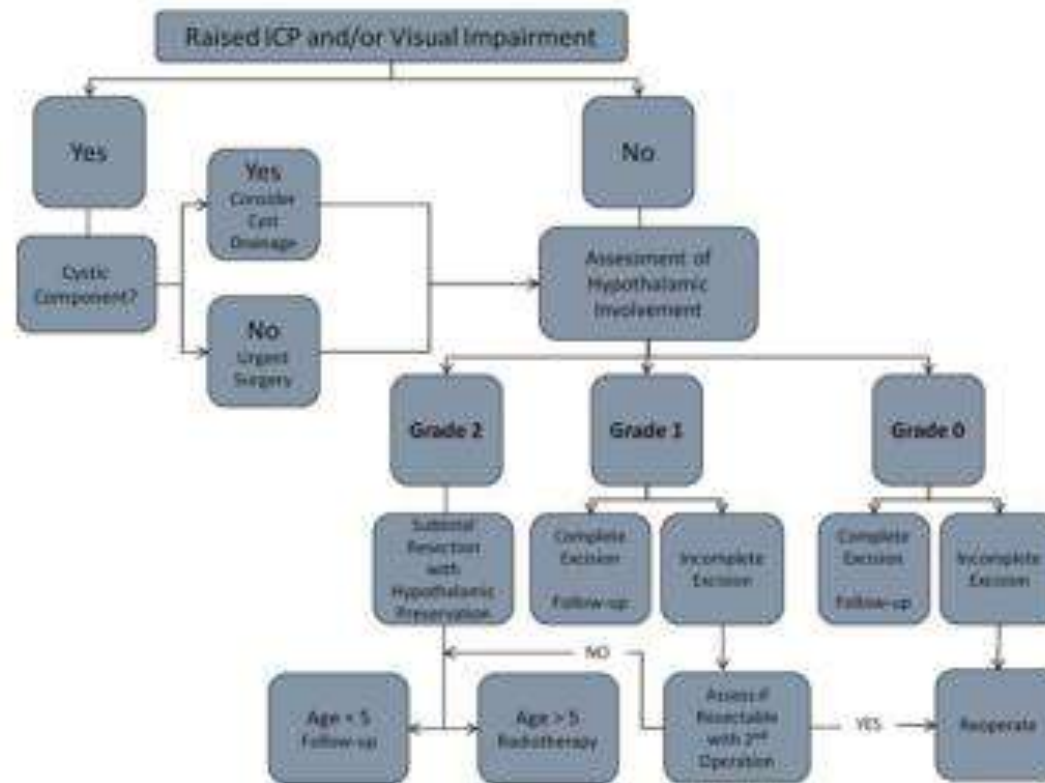 Raised ICP and/or Visual Impairment
Yes
No
Yes
Consider
Cyst
Drainage
Cystic
Component?
No
Urgent
Surgery
Assessment of
Hypothalamic
Involvement
Grade 2
Grade 1
Grade 0
Subtotal
Resection
with
Hypothalamic
Preservation
Complete
Excision
Follow-up
Incomplete
Excision
Complete
Excision
Follow-up
Incomplete
Excision
NO
Age < 5
Follow-up
Age > 5
Radiotherapy
Assess if
Resectable
with 2nd
Operation
YES
Reoperate